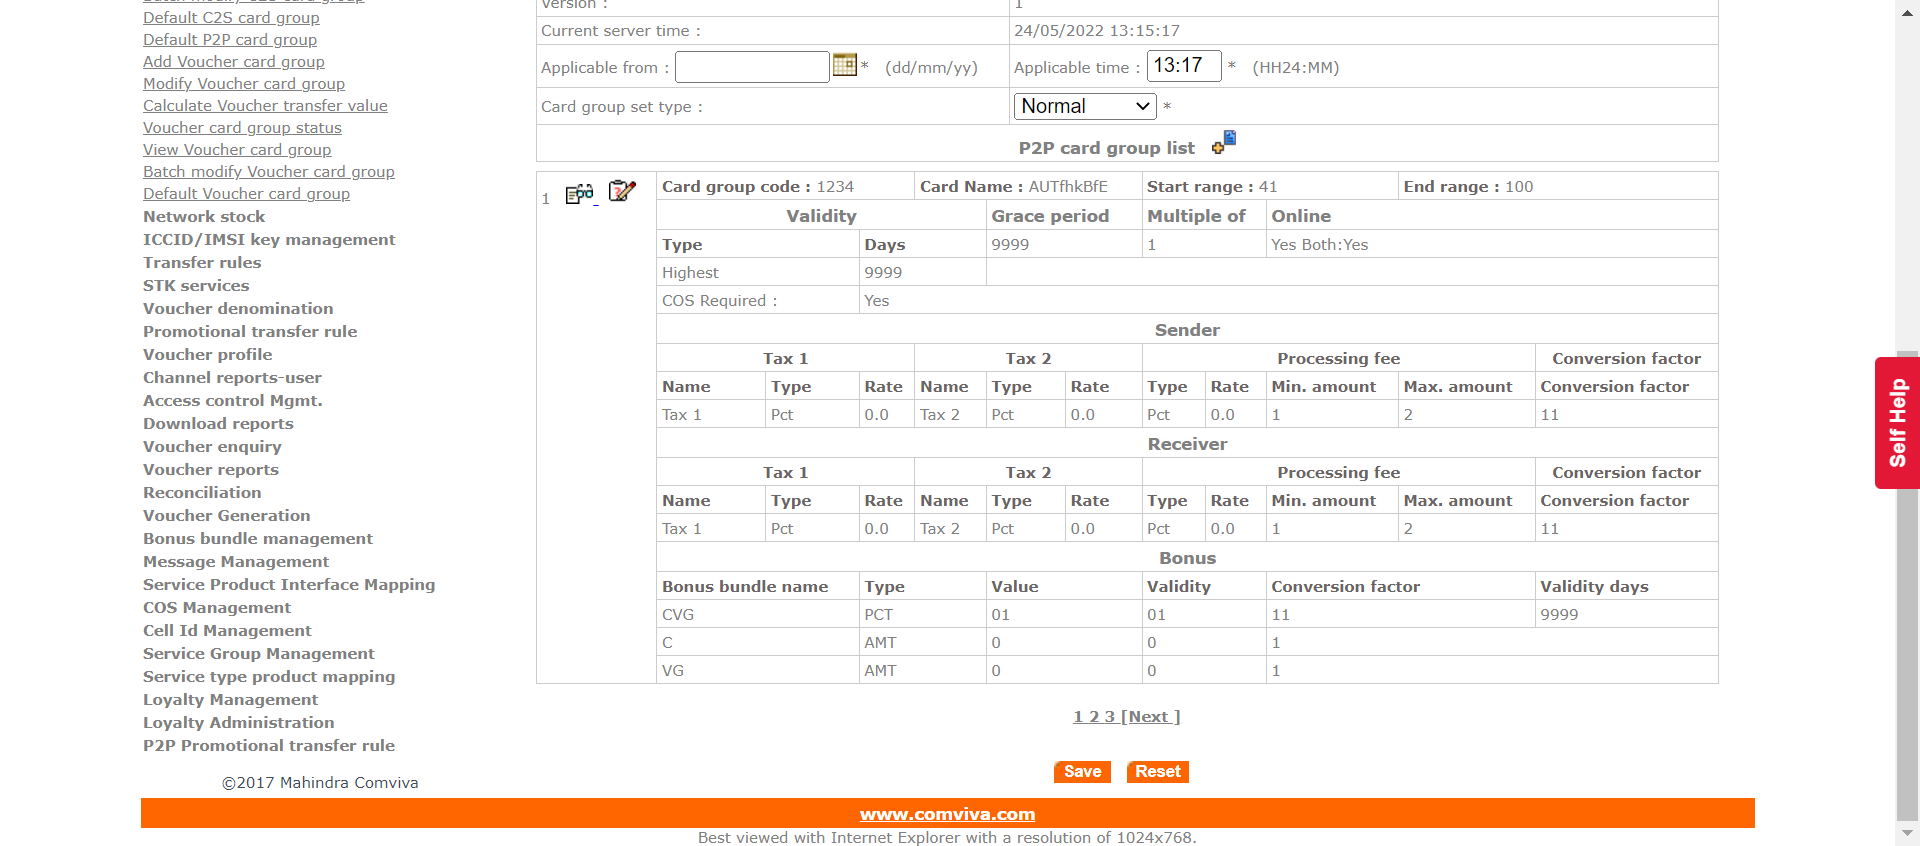 Batch modify C2S card group
Default C2S card group
Default P2P card group
Add Voucher card group
Modify Voucher card group
Calculate Voucher transfer value
Voucher card group status
View Voucher card group
Batch modify Voucher card group
Default Voucher card group
Network stock
ICCID/IMSI key management
Transfer rules
STK services
Voucher denomination
Promotional transfer rule
Voucher profile
Channel reports-user
Access control Mgmt.
Download reports
Voucher enquiry
Voucher reports
Reconciliation
Voucher Generation
Bonus bundle management
Message Management
Service Product Interface Mapping
COS Management
Cell Id Management
Service Group Management
Service type product mapping
Loyalty Management
Loyalty Administration
P2P Promotional transfer rule
©2017 Mahindra Comviva
Version : 1
Current server time : 24/05/2022 13:15:17
Applicable from : * (dd/mm/yy) Applicable time : 13:17 * (HH24:MM)
Card group set type : Normal *
P2P card group list
1 Card group code : 1234 Card Name : AUTfhkBfE Start range : 41 End range : 100
Validity Grace period Multiple of Online
Type Days 9999 1 Yes Both:Yes
Highest 9999
COS Required : Yes
Sender
Tax 1 Tax 2 Processing fee Conversion factor
Name Type Rate Name Type Rate Type Rate Min. amount Max. amount Conversion factor
Tax 1 Pct 0.0 Tax 2 Pct 0.0 Pct 0.0 1 2 11
Receiver
Tax 1 Tax 2 Processing fee Conversion factor
Name Type Rate Name Type Rate Type Rate Min. amount Max. amount Conversion factor
Tax 1 Pct 0.0 Tax 2 Pct 0.0 Pct 0.0 1 2 11
Bonus
Bonus bundle name Type Value Validity Conversion factor Validity days
CVG PCT 01 01 11 9999
C AMT 0 0 1
VG AMT 0 0 1
1 2 3 [Next ]
Save Reset
www.comviva.com
Best viewed with Internet Explorer with a resolution of 1024x768.
Self Help